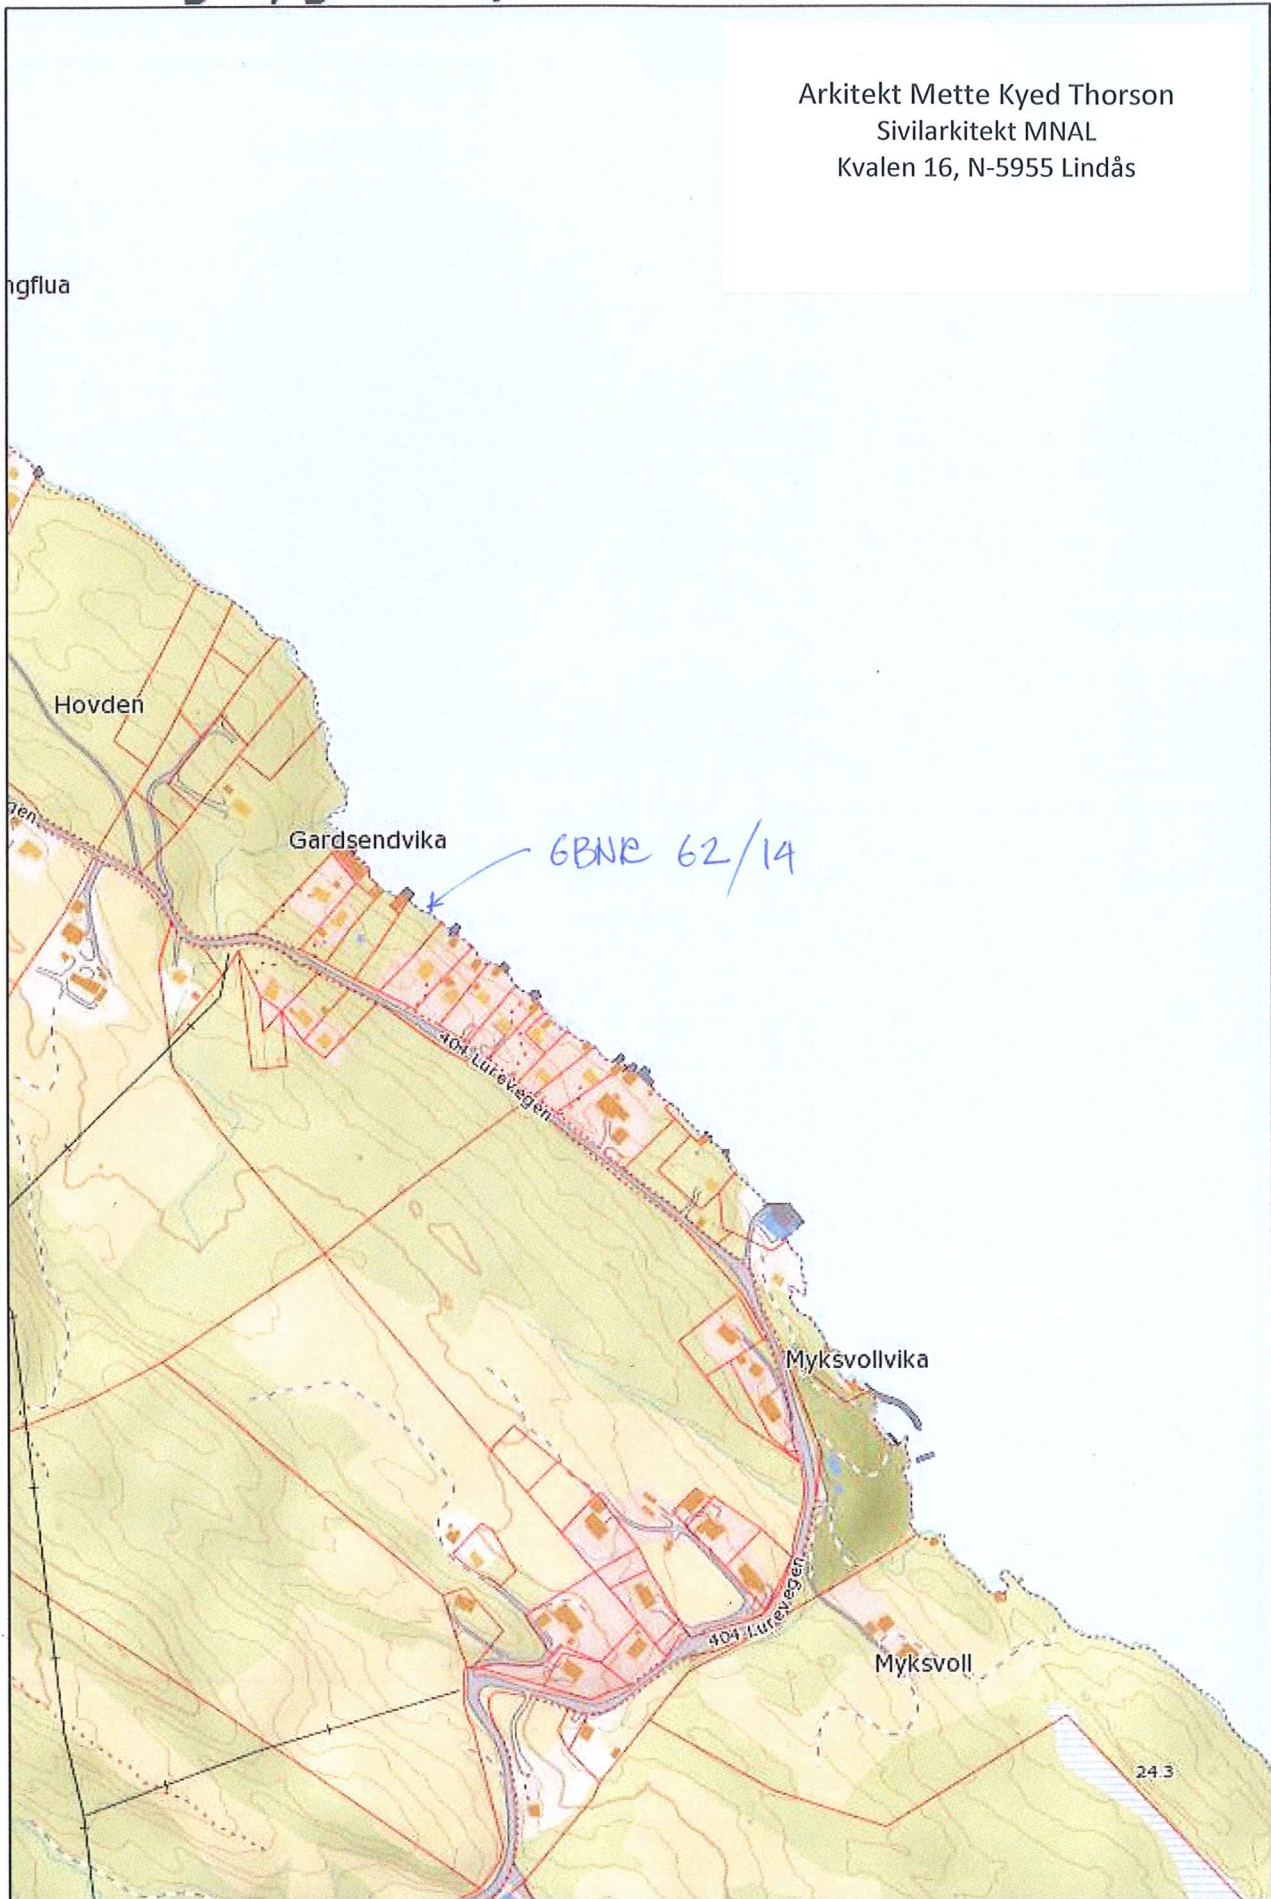 Arkitekt Mette Kyed Thorson
Sivilarkitekt MNAL
Kvalen 16, N-5955 Lindås
ngflua
Hovden
gen
Gardsendvika
GBNR 62/14
404 Lurevegen
Myksvollvika
404 Lurevegen
Myksvoll
24.3